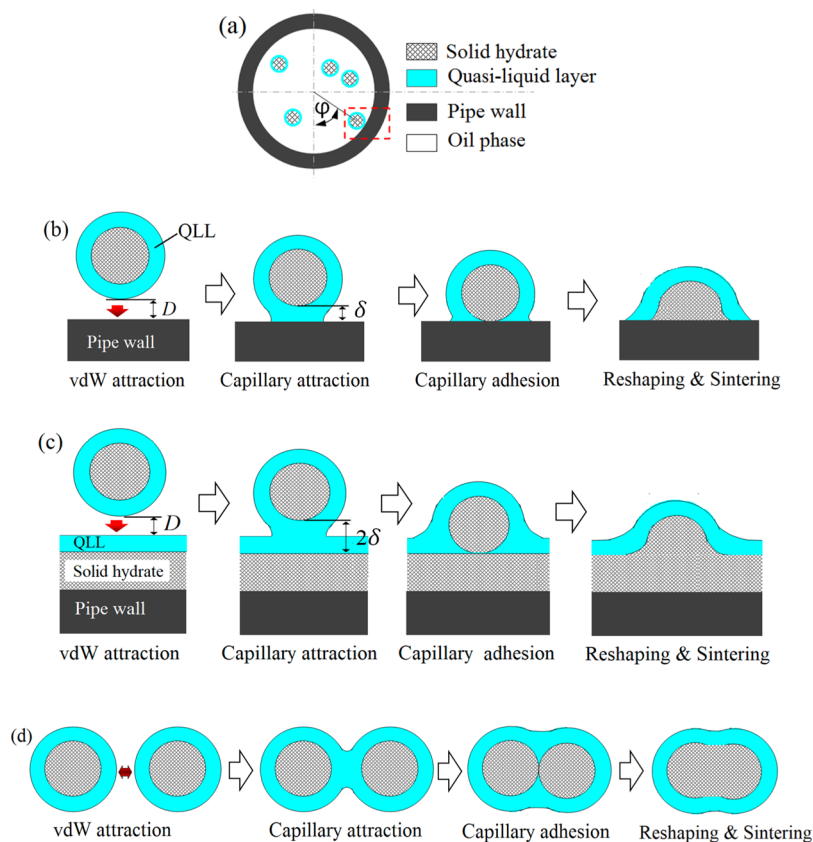 (a)
Solid hydrate
Quasi-liquid layer
φ
Pipe wall
Oil phase
(b)
QLL
D
δ
Pipe wall
vdW attraction
Capillary attraction
Capillary adhesion
Reshaping & Sintering
(c)
D
QLL
2δ
Solid hydrate
Pipe wall
vdW attraction
Capillary attraction
Capillary adhesion
Reshaping & Sintering
(d)
vdW attraction
Capillary attraction
Capillary adhesion
Reshaping & Sintering